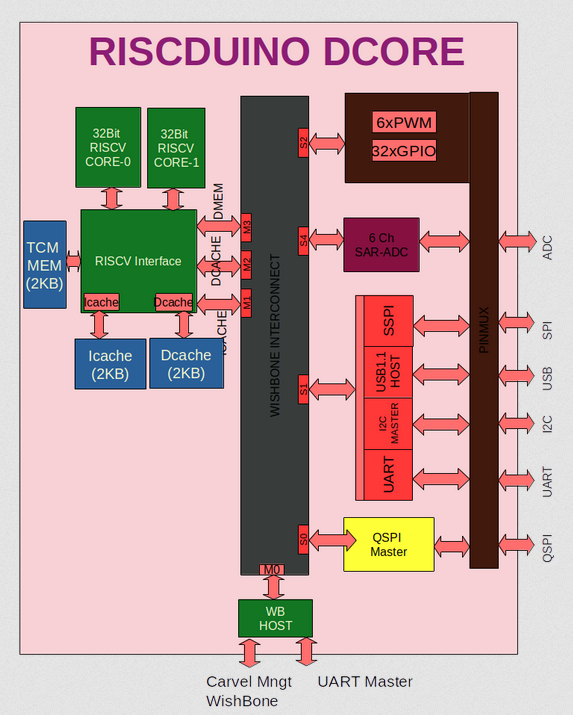 RISCDUINO DCORE
32Bit
RISCV
CORE-0
32Bit
RISCV
CORE-1
TCM
MEM
(2KB)
RISCV Interface
Icache
Dcache
Icache
(2KB)
Dcache
(2KB)
DMEM
DCACHE
ICACHE
M3
M2
M1
M0
WISHBONE INTERCONNECT
S2
S4
S1
S0
6xPWM
32xGPIO
6 Ch
SAR-ADC
SSPI
USB1.1
HOST
I2C
MASTER
UART
QSPI
Master
PINMUX
ADC
SPI
USB
I2C
UART
QSPI
WB
HOST
Carvel Mngt
WishBone
UART Master